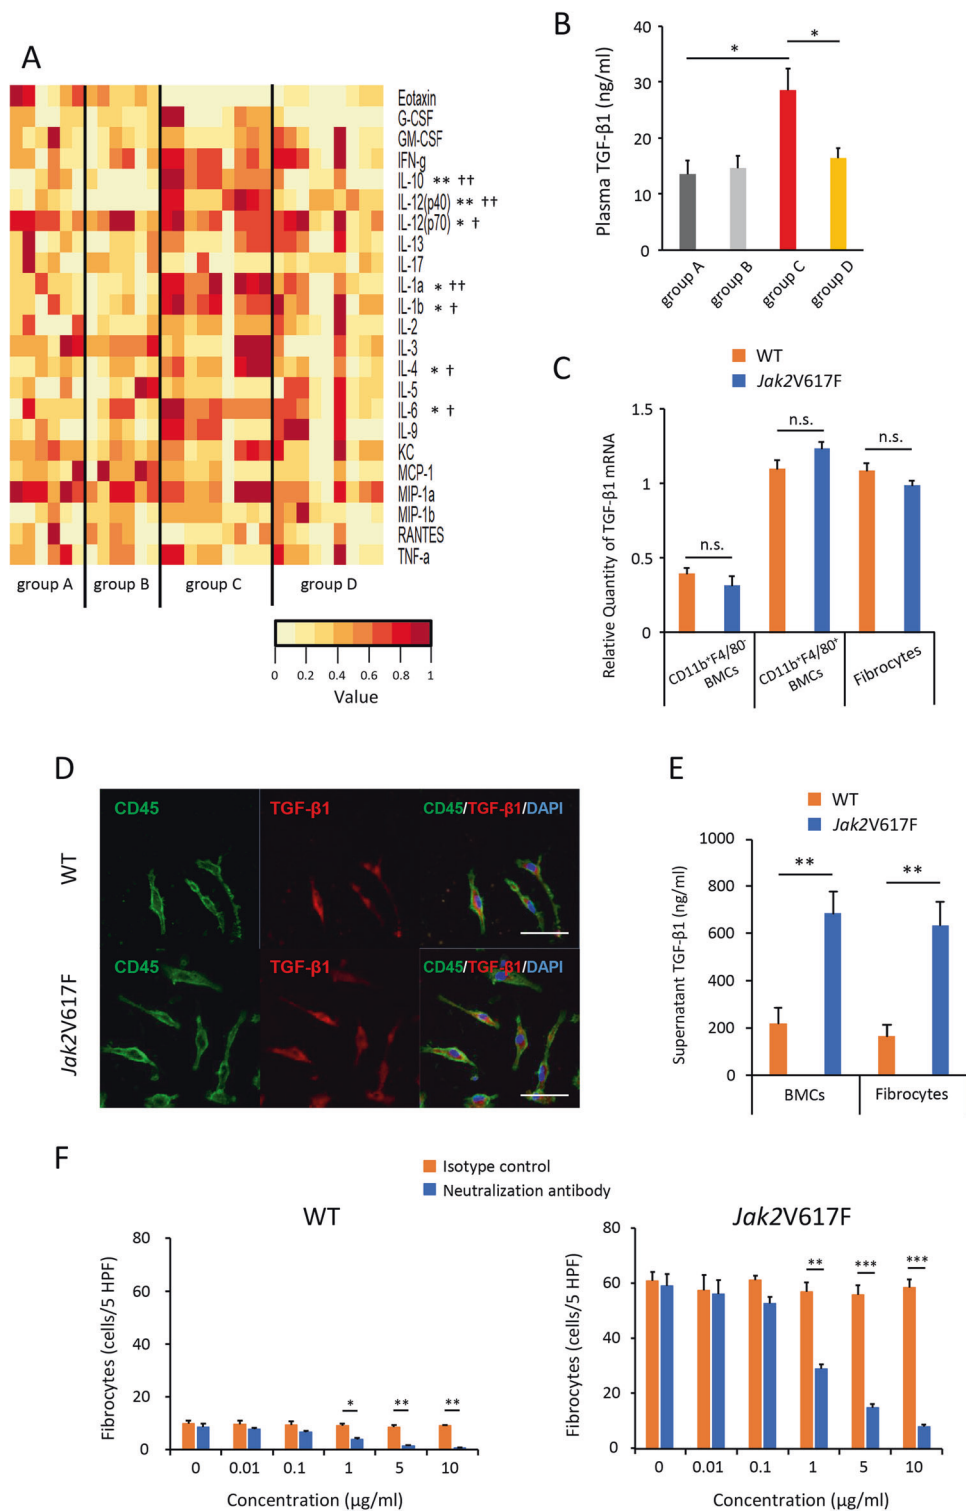 A
Eotaxin
G-CSF
GM-CSF
IFN-g
IL-10 ** ††
IL-12(p40) ** ††
IL-12(p70) * †
IL-13
IL-17
IL-1a * ††
IL-1b * †
IL-2
IL-3
IL-4 * †
IL-5
IL-6 * †
IL-9
KC
MCP-1
MIP-1a
MIP-1b
RANTES
TNF-a
group A group B group C group D
0 0.2 0.4 0.6 0.8 1
Value
B
Plasma TGF-β1 (ng/ml)
40
30
20
10
0
* *
group A group B group C group D
C
WT
Jak2V617F
Relative Quantity of TGF-β1 mRNA
1.5
1
0.5
0
n.s. n.s. n.s.
CD11b⁺F4/80⁻ BMCs
CD11b⁺F4/80⁺ BMCs
Fibrocytes
D
WT
CD45 TGF-β1 CD45/TGF-β1/DAPI
Jak2V617F
CD45 TGF-β1 CD45/TGF-β1/DAPI
E
WT
Jak2V617F
Supernatant TGF-β1 (ng/ml)
1000
800
600
400
200
0
** **
BMCs Fibrocytes
F
Isotype control
Neutralization antibody
WT
Fibrocytes (cells/5 HPF)
80
60
40
20
0
* ** **
0 0.01 0.1 1 5 10
Concentration (μg/ml)
Jak2V617F
Fibrocytes (cells/5 HPF)
80
60
40
20
0
** *** ***
0 0.01 0.1 1 5 10
Concentration (μg/ml)